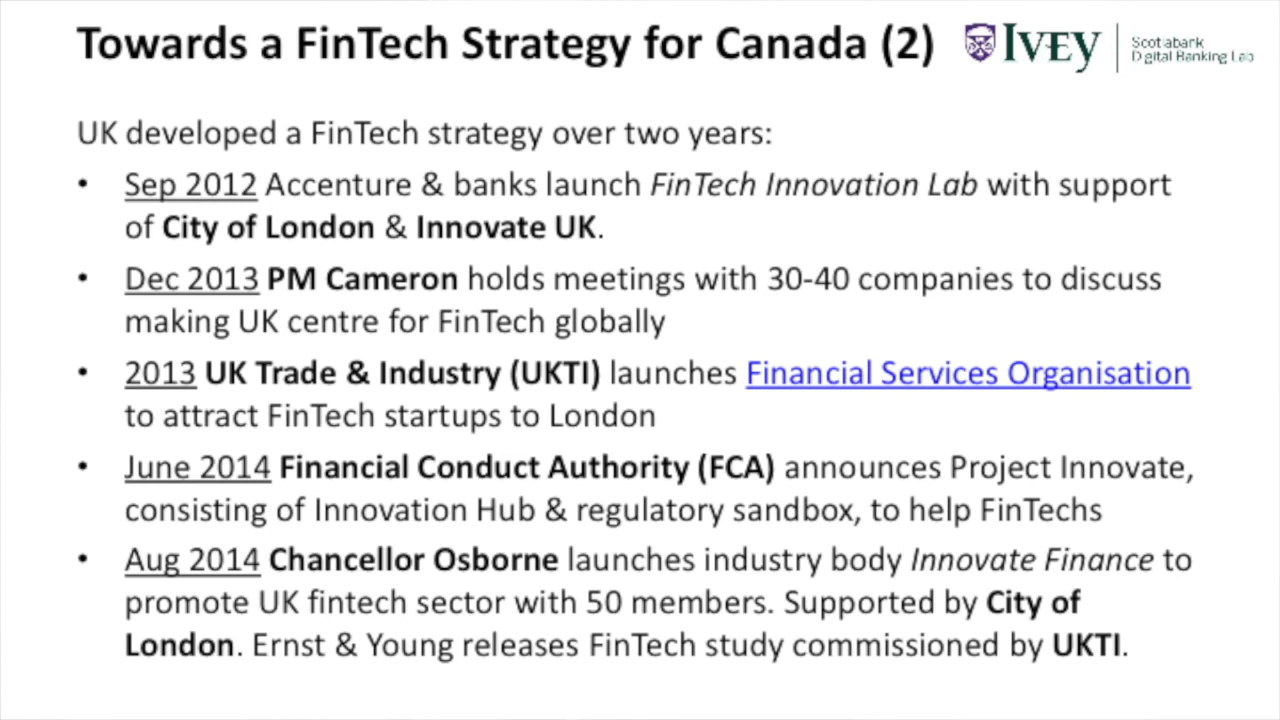 Towards a FinTech Strategy for Canada (2)
IVEY
Scotiabank
Digital Banking Lab
UK developed a FinTech strategy over two years:
• Sep 2012 Accenture & banks launch FinTech Innovation Lab with support
of City of London & Innovate UK.
• Dec 2013 PM Cameron holds meetings with 30-40 companies to discuss
making UK centre for FinTech globally
• 2013 UK Trade & Industry (UKTI) launches Financial Services Organisation
to attract FinTech startups to London
• June 2014 Financial Conduct Authority (FCA) announces Project Innovate,
consisting of Innovation Hub & regulatory sandbox, to help FinTechs
• Aug 2014 Chancellor Osborne launches industry body Innovate Finance to
promote UK fintech sector with 50 members. Supported by City of
London. Ernst & Young releases FinTech study commissioned by UKTI.